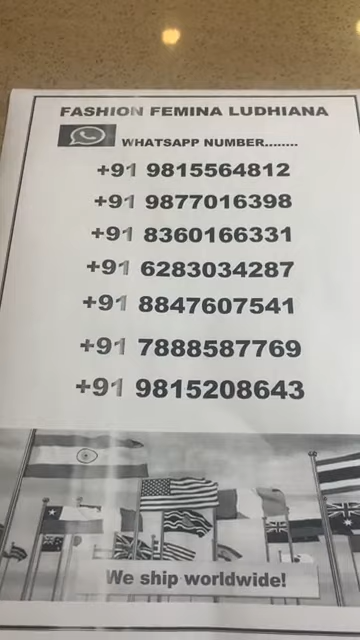 FASHION FEMINA LUDHIANA
WHATSAPP NUMBER........
+91 9815564812
+91 9877016398
+91 8360166331
+91 6283034287
+91 8847607541
+91 7888587769
+91 9815208643
We ship worldwide!